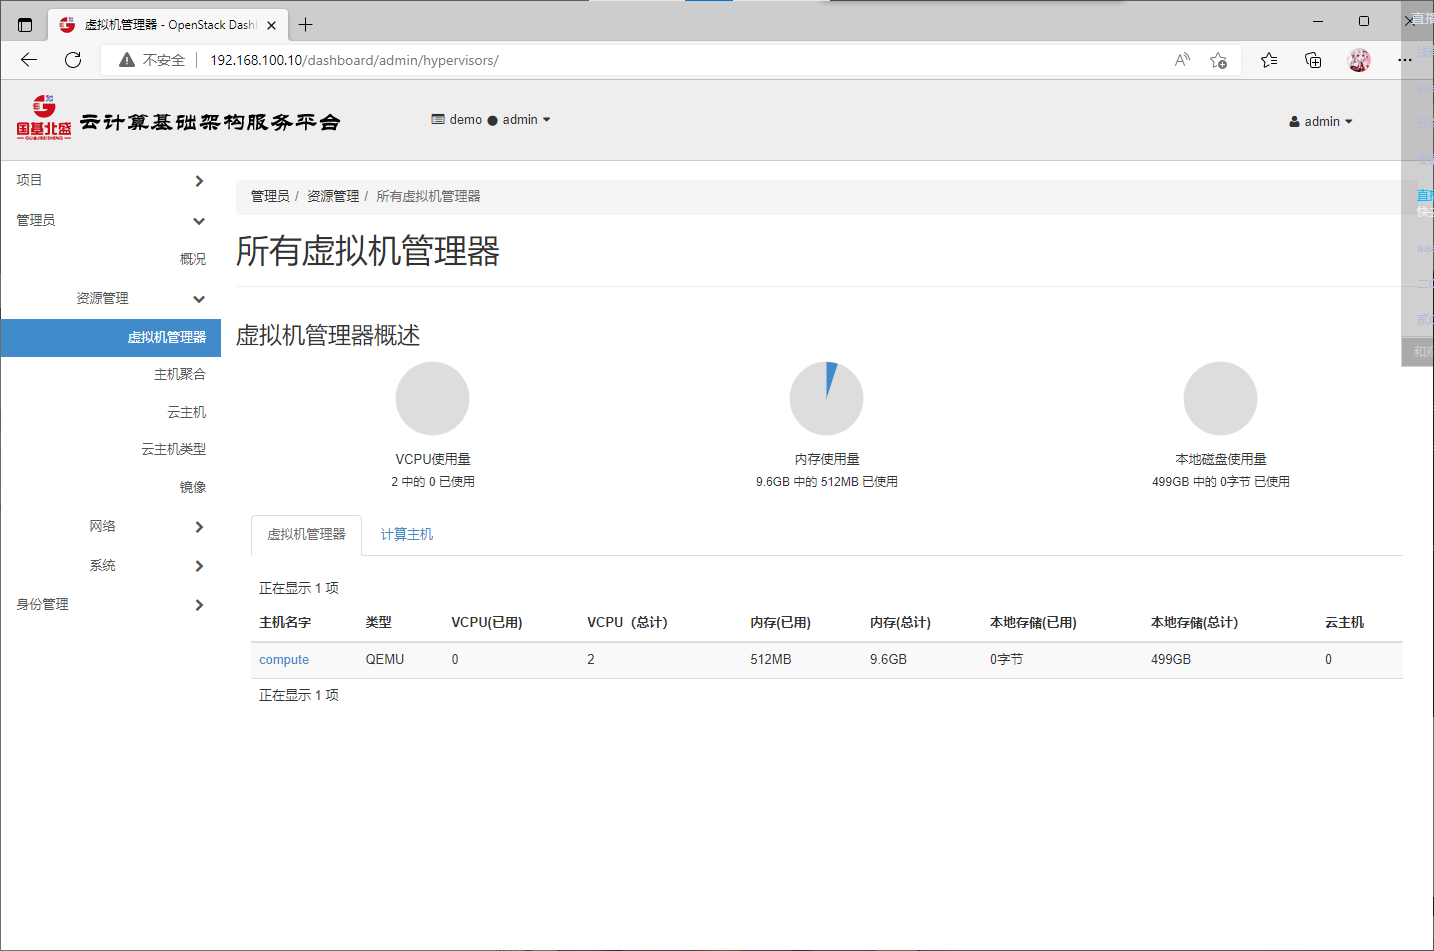 虚拟机管理器 - OpenStack Dash
不安全
192.168.100.10/dashboard/admin/hypervisors/
国基北盛
云计算基础架构服务平台
demo ● admin
admin
项目
管理员
概况
资源管理
虚拟机管理器
主机聚合
云主机
云主机类型
镜像
网络
系统
身份管理
管理员 / 资源管理 / 所有虚拟机管理器
所有虚拟机管理器
虚拟机管理器概述
VCPU使用量
2 中的 0 已使用
内存使用量
9.6GB 中的 512MB 已使用
本地磁盘使用量
499GB 中的 0字节 已使用
虚拟机管理器 计算主机
正在显示 1 项
主机名字 类型 VCPU(已用) VCPU（总计） 内存(已用) 内存(总计) 本地存储(已用) 本地存储(总计) 云主机
compute QEMU 0 2 512MB 9.6GB 0字节 499GB 0
正在显示 1 项
直播